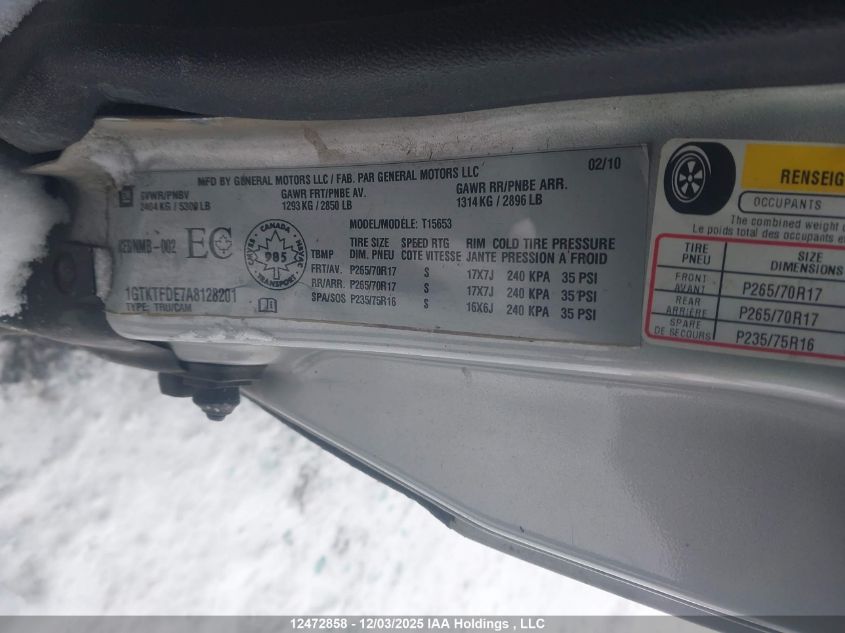 MFD BY GENERAL MOTORS LLC / FAB. PAR GENERAL MOTORS LLC
02/10
GM
GVWR/PNBV
2404 KG / 5300 LB
GAWR FRT/PNBE AV.
1293 KG / 2850 LB
GAWR RR/PNBE ARR.
1314 KG / 2896 LB
MODEL/MODÈLE: T15653
-002
EC
CANADA
905
TRANSPORT
TIRE SIZE SPEED RTG RIM COLD TIRE PRESSURE
TBMP DIM. PNEU COTE VITESSE JANTE PRESSION A FROID
FRT/AV. P265/70R17 S 17X7J 240 KPA 35 PSI
RR/ARR. P265/70R17 S 17X7J 240 KPA 35 PSI
SPA/SOS P235/75R16 S 16X6J 240 KPA 35 PSI
1GTKTFDE7A8128201
TYPE: TRU/CAM
RENSEIG
OCCUPANTS
The combined weight
Le poids total des occupants
TIRE
PNEU
SIZE
DIMENSIONS
FRONT
AVANT
P265/70R17
REAR
ARRIÈRE
P265/70R17
SPARE
DE SECOURS
P235/75R16
12472858 - 12/03/2025 IAA Holdings , LLC